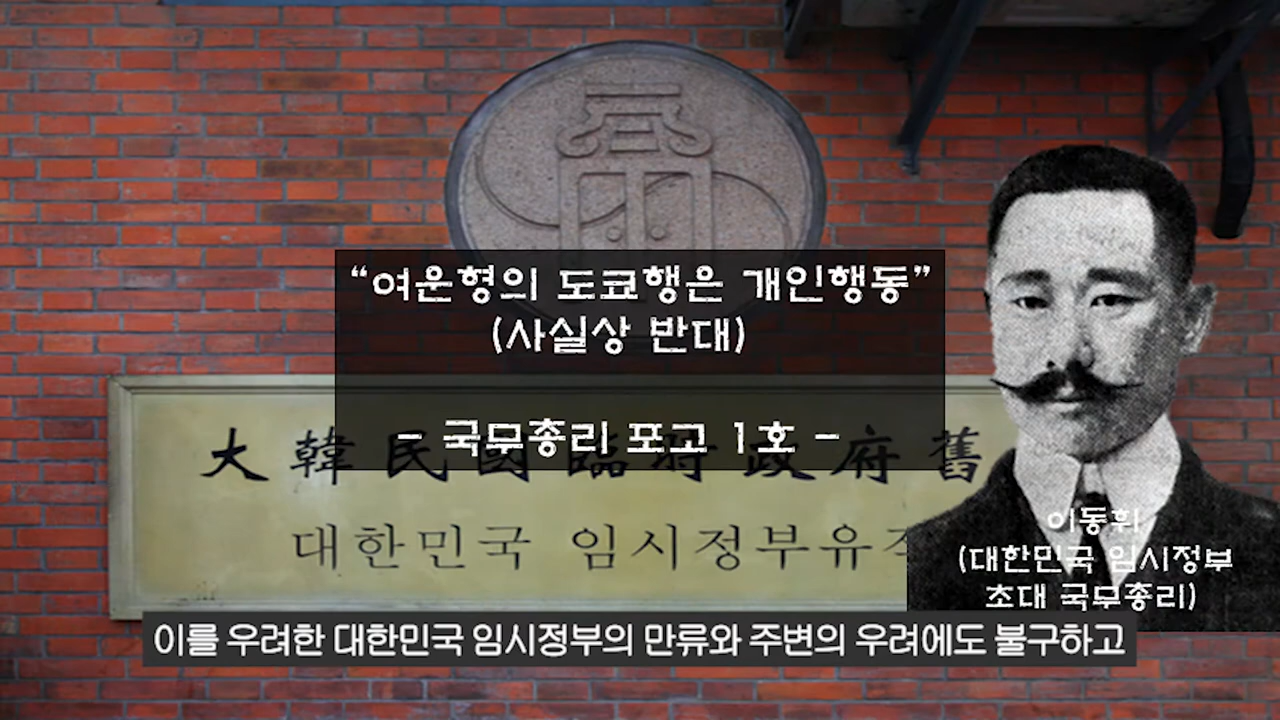 “여운형의 도쿄행은 개인행동”
(사실상 반대)
- 국무총리 포고 1호 -
大韓民國臨時政府舊
대한민국 임시정부유적
이동휘
(대한민국 임시정부
초대 국무총리)
이를 우려한 대한민국 임시정부의 만류와 주변의 우려에도 불구하고